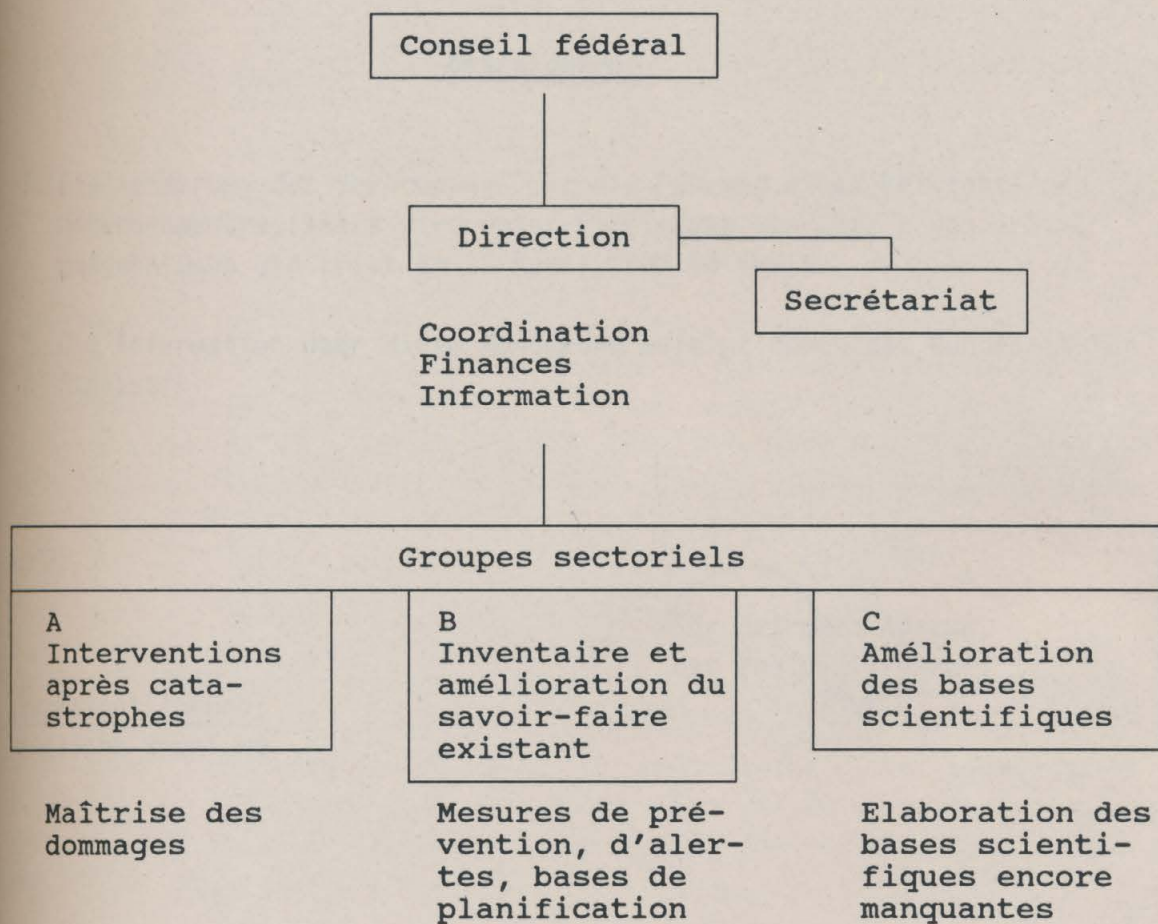 Conseil fédéral
Direction
Secrétariat
Coordination
Finances
Information
Groupes sectoriels
A
Interventions
après cata-
strophes
B
Inventaire et
amélioration du
savoir-faire
existant
C
Amélioration
des bases
scientifiques
Maîtrise des
dommages
Mesures de pré-
vention, d'aler-
tes, bases de
planification
Elaboration des
bases scienti-
fiques encore
manquantes